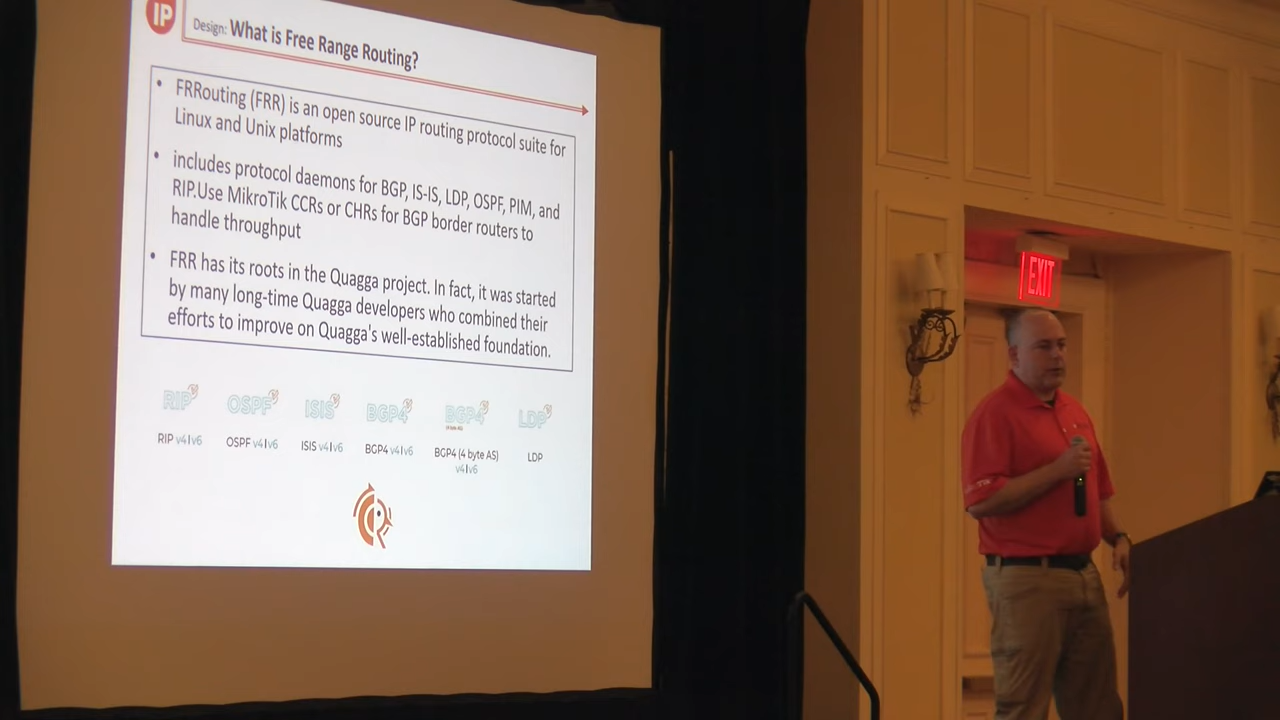 IP
Design: What is Free Range Routing?
• FRRouting (FRR) is an open source IP routing protocol suite for
Linux and Unix platforms
• includes protocol daemons for BGP, IS-IS, LDP, OSPF, PIM, and
RIP.Use MikroTik CCRs or CHRs for BGP border routers to
handle throughput
• FRR has its roots in the Quagga project. In fact, it was started
by many long-time Quagga developers who combined their
efforts to improve on Quagga's well-established foundation.
RIP OSPF ISIS BGP4 BGP4 LDP
RIP v4|v6 OSPF v4|v6 ISIS v4|v6 BGP4 v4|v6 BGP4 (4 byte AS) LDP
v4|v6
EXIT